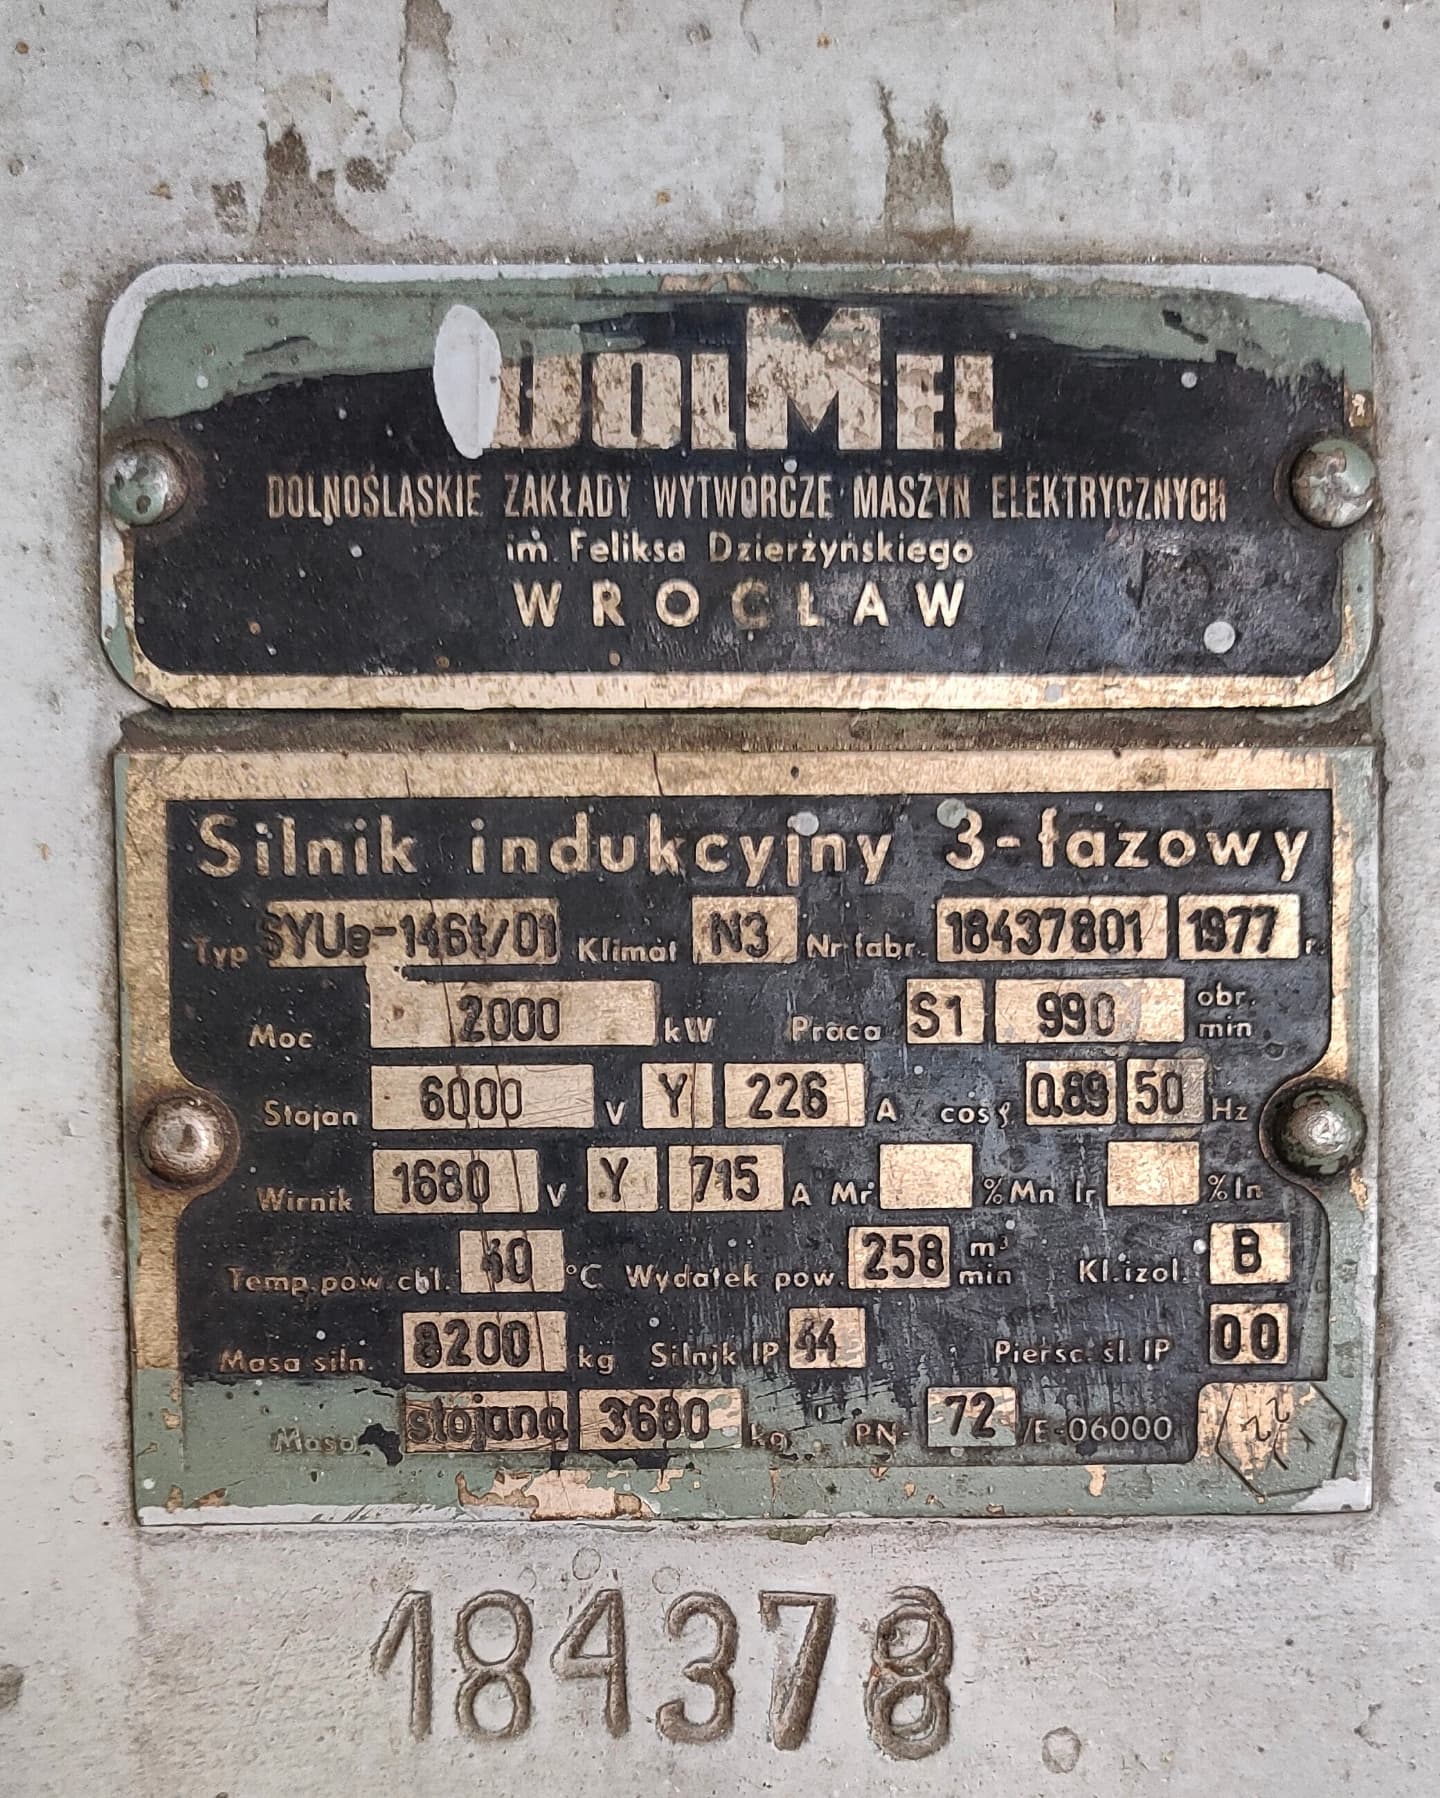 DOLMEL
DOLNOŚLĄSKIE ZAKŁADY WYTWÓRCZE MASZYN ELEKTRYCZNYCH
im. Feliksa Dzierżyńskiego
WROCŁAW
Silnik indukcyjny 3-fazowy
Typ SYUe-146t/01 Klimat N3 Nr fabr. 18437801 1977 r.
Moc 2000 kW Praca S1 990 obr. min
Stojan 6000 V Y 226 A cos φ 0.89 50 Hz
Wirnik 1680 V Y 715 A Mr % Mn Ir % In
Temp. pow. chł. 40 °C Wydatek pow. 258 m³ min Kl. izol. B
Masa siln. 8200 kg Silnik IP 44 Pierśc. śl. IP 00
Masa stojana 3680 kg PN- 72 /E-06000
184378